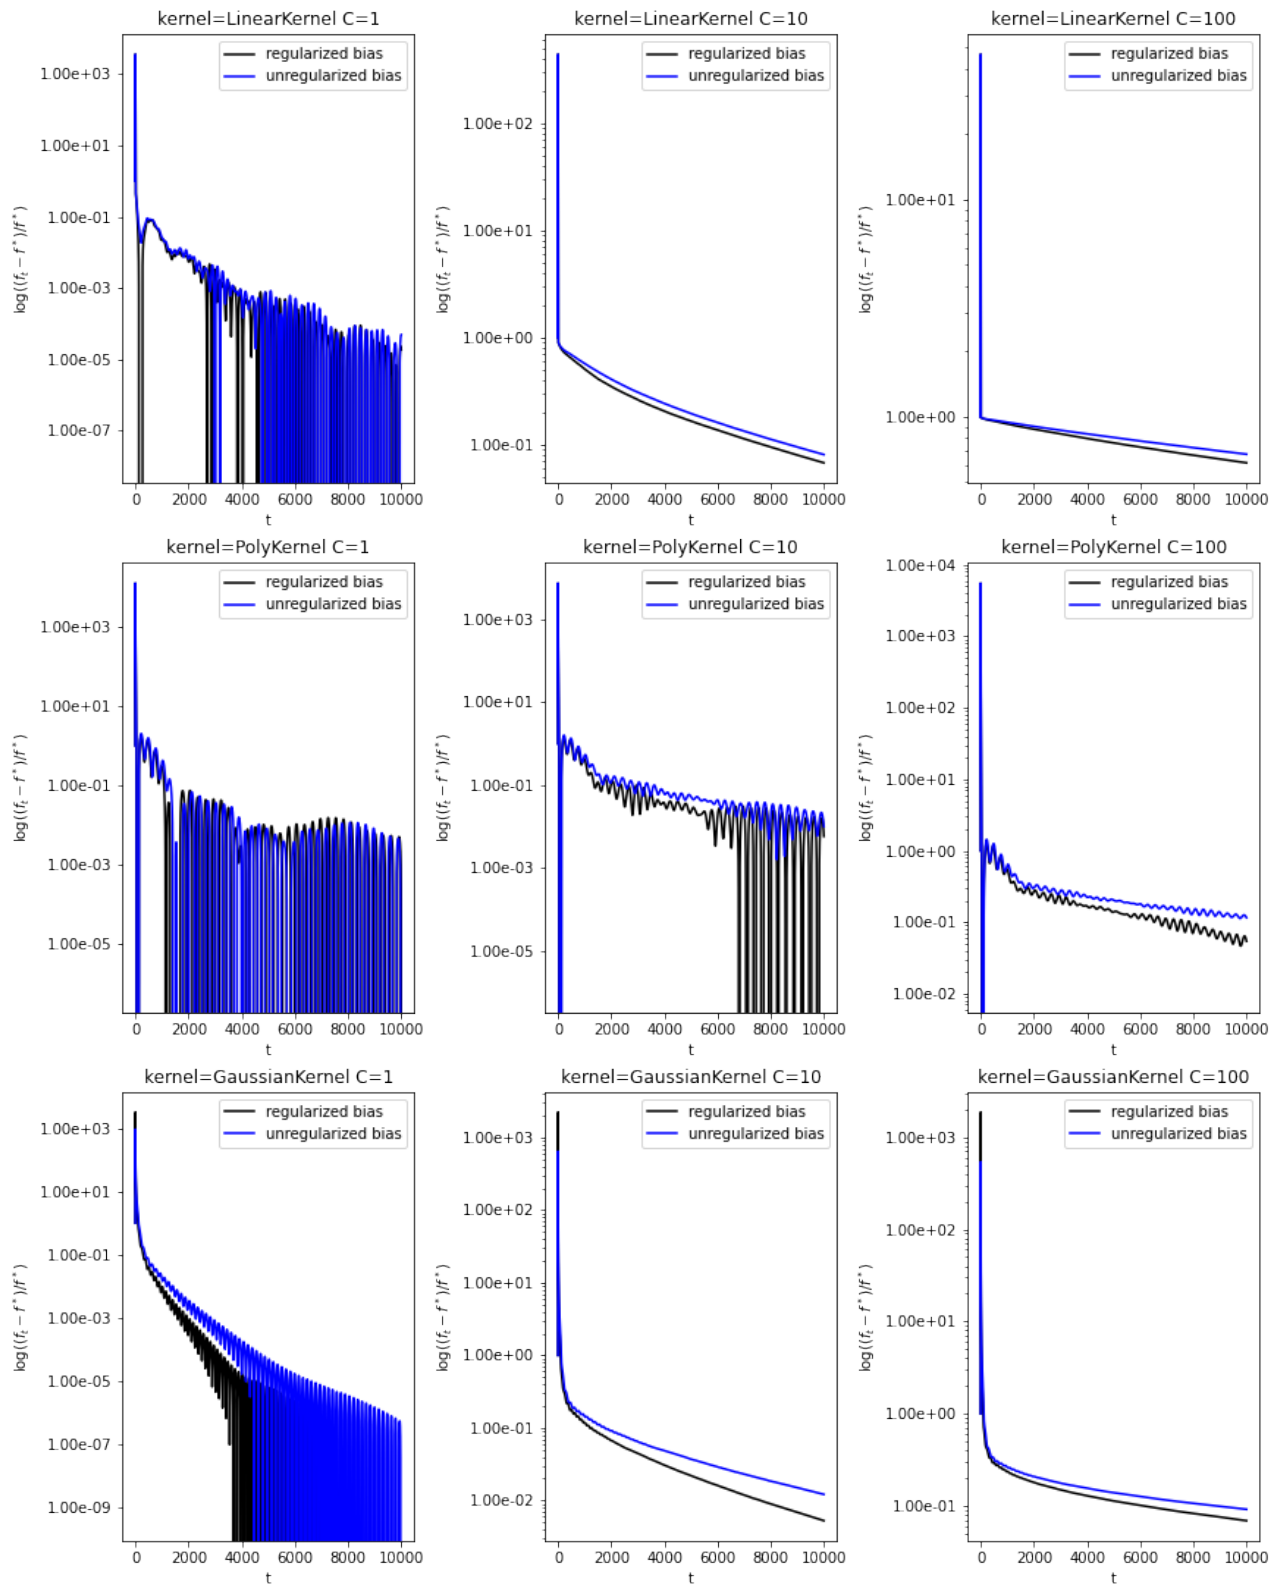 kernel=LinearKernel C=1
regularized bias
unregularized bias
1.00e+03
1.00e+01
1.00e-01
1.00e-03
1.00e-05
1.00e-07
log((f_t − f*)/f*)
0 2000 4000 6000 8000 10000
t
kernel=LinearKernel C=10
regularized bias
unregularized bias
1.00e+02
1.00e+01
1.00e+00
1.00e-01
log((f_t − f*)/f*)
0 2000 4000 6000 8000 10000
t
kernel=LinearKernel C=100
regularized bias
unregularized bias
1.00e+01
1.00e+00
log((f_t − f*)/f*)
0 2000 4000 6000 8000 10000
t
kernel=PolyKernel C=1
regularized bias
unregularized bias
1.00e+03
1.00e+01
1.00e-01
1.00e-03
1.00e-05
log((f_t − f*)/f*)
0 2000 4000 6000 8000 10000
t
kernel=PolyKernel C=10
regularized bias
unregularized bias
1.00e+03
1.00e+01
1.00e-01
1.00e-03
1.00e-05
log((f_t − f*)/f*)
0 2000 4000 6000 8000 10000
t
kernel=PolyKernel C=100
regularized bias
unregularized bias
1.00e+04
1.00e+03
1.00e+02
1.00e+01
1.00e+00
1.00e-01
1.00e-02
log((f_t − f*)/f*)
0 2000 4000 6000 8000 10000
t
kernel=GaussianKernel C=1
regularized bias
unregularized bias
1.00e+03
1.00e+01
1.00e-01
1.00e-03
1.00e-05
1.00e-07
1.00e-09
log((f_t − f*)/f*)
0 2000 4000 6000 8000 10000
t
kernel=GaussianKernel C=10
regularized bias
unregularized bias
1.00e+03
1.00e+02
1.00e+01
1.00e+00
1.00e-01
1.00e-02
log((f_t − f*)/f*)
0 2000 4000 6000 8000 10000
t
kernel=GaussianKernel C=100
regularized bias
unregularized bias
1.00e+03
1.00e+02
1.00e+01
1.00e+00
1.00e-01
log((f_t − f*)/f*)
0 2000 4000 6000 8000 10000
t